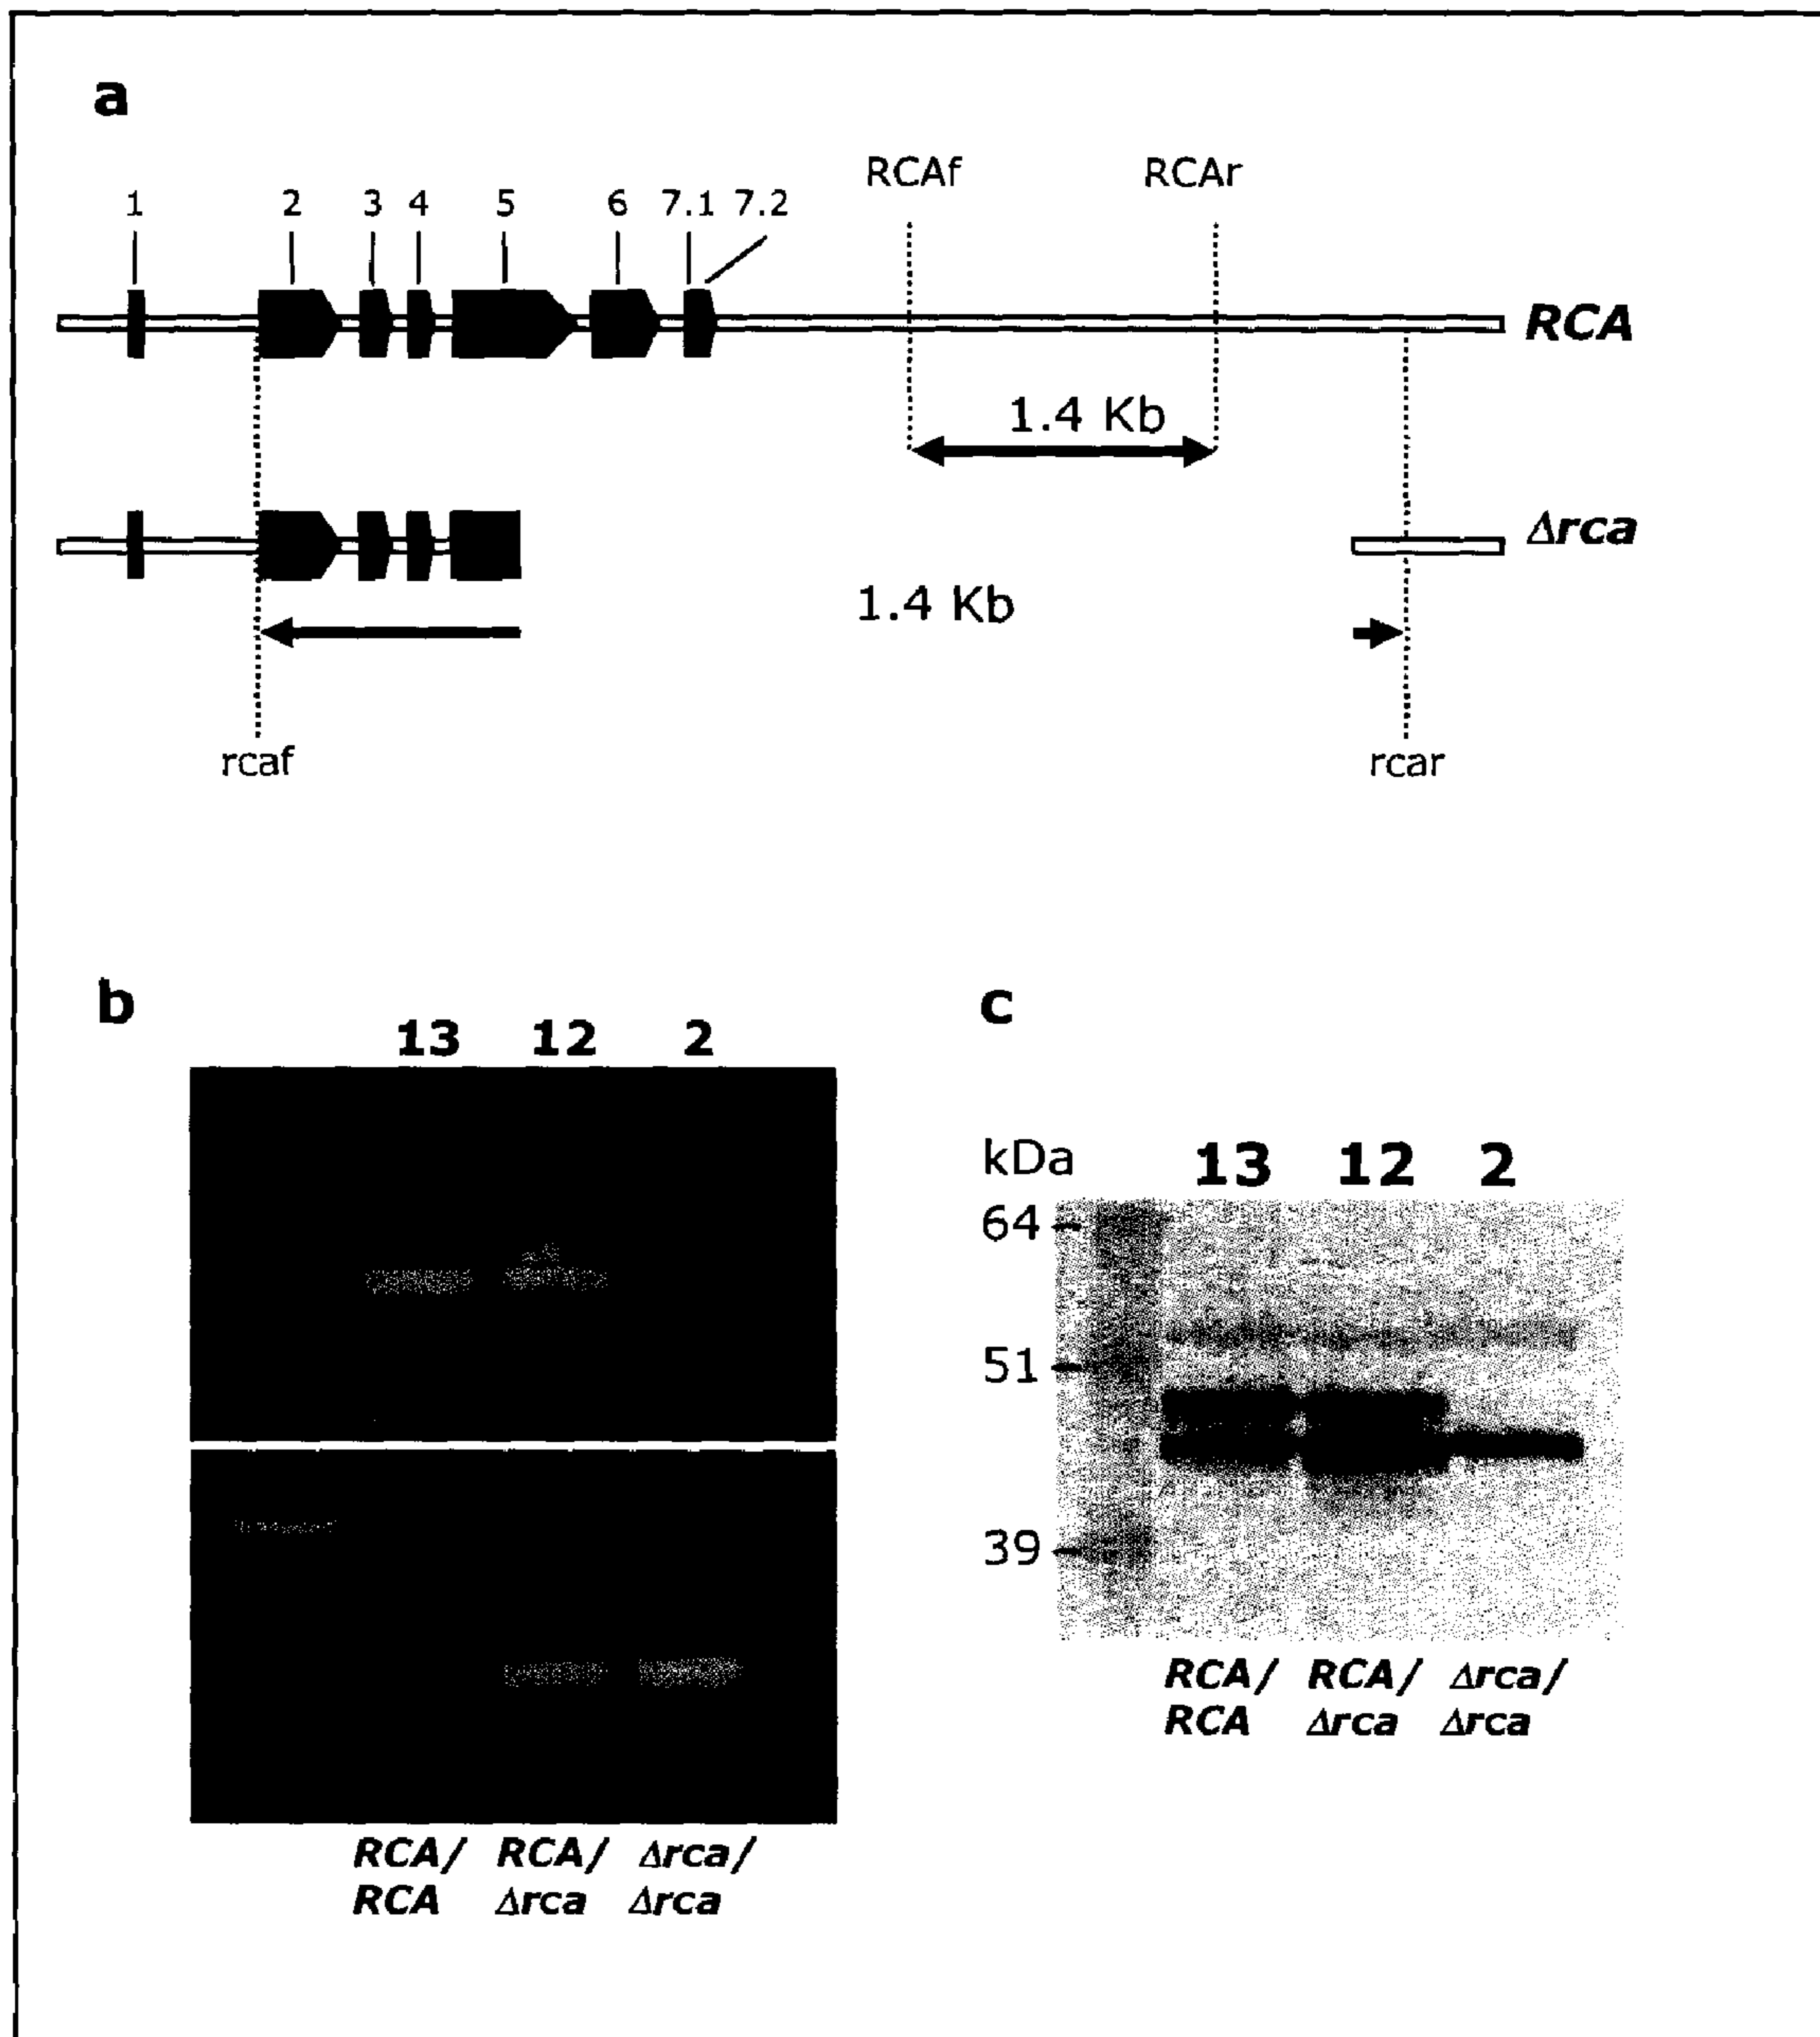 a
RCAf RCAr
1 2 3 4 5 6 7.1 7.2
RCA
1.4 Kb
Δrca
1.4 Kb
rcaf rcar
b
13 12 2
RCA/ RCA/ Δrca/
RCA Δrca Δrca
c
kDa 13 12 2
64
51
39
RCA/ RCA/ Δrca/
RCA Δrca Δrca